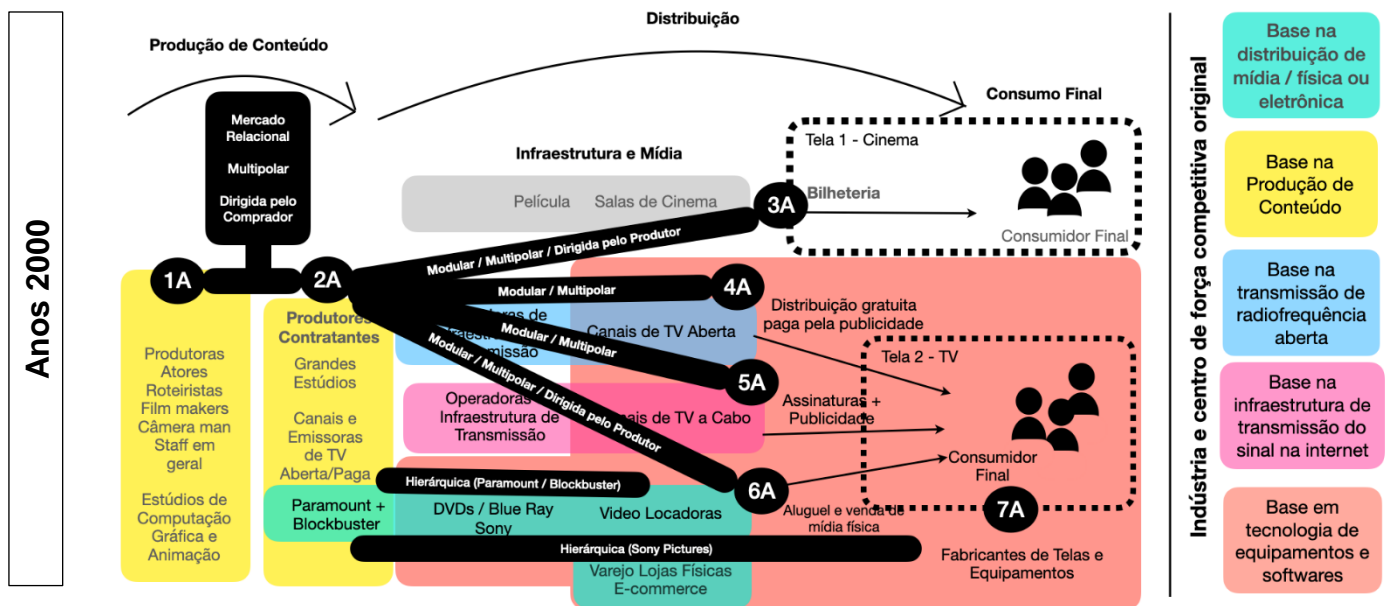 Anos 2000
Produção de Conteúdo
Distribuição
Consumo Final
Mercado
Relacional
Multipolar
Dirigida pelo
Comprador
Infraestrutura e Mídia
Película
Salas de Cinema
Tela 1 - Cinema
Bilheteria
Consumidor Final
1A
2A
3A
4A
5A
6A
7A
Modular / Multipolar / Dirigida pelo Produtor
Modular / Multipolar
Modular / Multipolar
Modular / Multipolar / Dirigida pelo Produtor
Produtoras
Atores
Roteiristas
Film makers
Câmera man
Staff em
geral
Estúdios de
Computação
Gráfica e
Animação
Produtores
Contratantes
Grandes
Estúdios
Canais e
Emissoras
de TV
Aberta/Paga
Paramount +
Blockbuster
de
Canais de TV Aberta
Distribuição gratuita
paga pela publicidade
Operadoras
Infraestrutura de
Transmissão
de TV a Cabo
Assinaturas +
Publicidade
Tela 2 - TV
Consumidor
Final
Hierárquica (Paramount / Blockbuster)
DVDs / Blue Ray
Sony
Video Locadoras
Aluguel e venda de
mídia física
Hierárquica (Sony Pictures)
Varejo Lojas Físicas
E-commerce
Fabricantes de Telas e
Equipamentos
Indústria e centro de força competitiva original
Base na
distribuição de
mídia / física ou
eletrônica
Base na
Produção de
Conteúdo
Base na
transmissão de
radiofrequência
aberta
Base na
infraestrutura de
transmissão do
sinal na internet
Base em
tecnologia de
equipamentos e
softwares